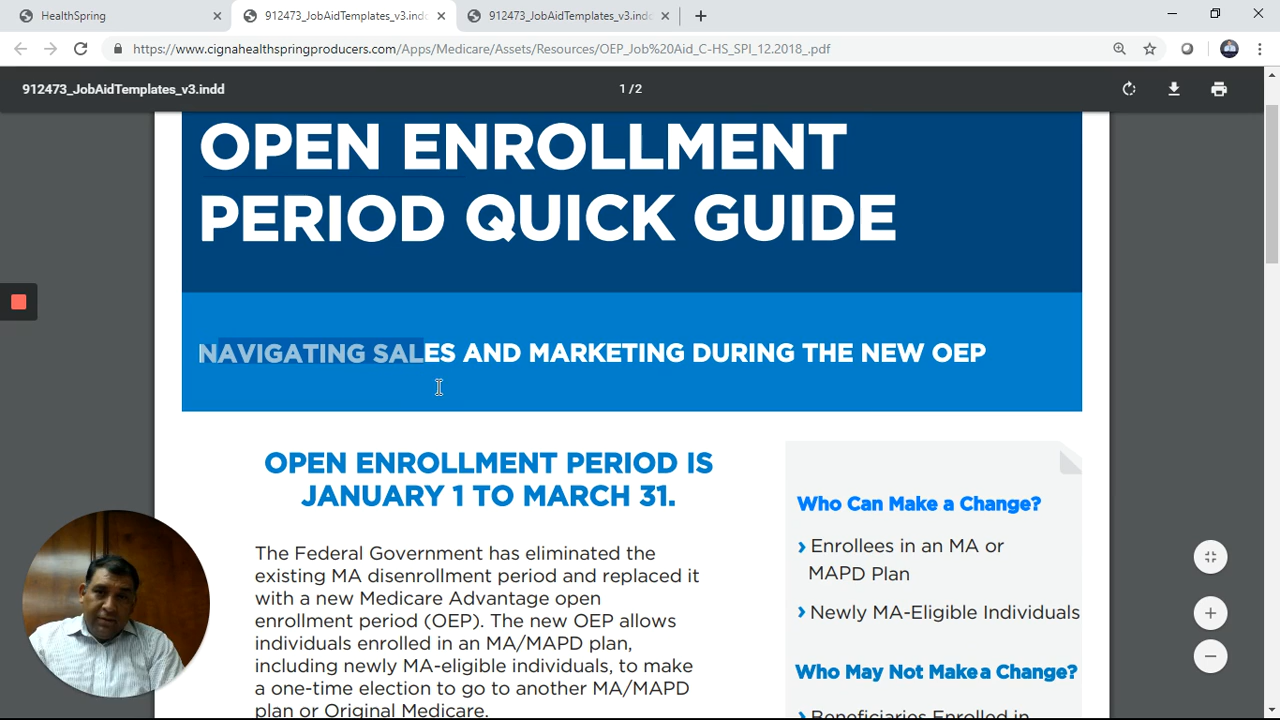 HealthSpring
912473_JobAidTemplates_v3.indd
912473_JobAidTemplates_v3.indd
https://www.cignahealthspringproducers.com/Apps/Medicare/Assets/Resources/OEP_Job%20Aid_C-HS_SPI_12.2018_.pdf
912473_JobAidTemplates_v3.indd
1 / 2
OPEN ENROLLMENT
PERIOD QUICK GUIDE
NAVIGATING SALES AND MARKETING DURING THE NEW OEP
OPEN ENROLLMENT PERIOD IS
JANUARY 1 TO MARCH 31.
The Federal Government has eliminated the
existing MA disenrollment period and replaced it
with a new Medicare Advantage open
enrollment period (OEP). The new OEP allows
individuals enrolled in an MA/MAPD plan,
including newly MA-eligible individuals, to make
a one-time election to go to another MA/MAPD
plan or Original Medicare.
Who Can Make a Change?
› Enrollees in an MA or
MAPD Plan
› Newly MA-Eligible Individuals
Who May Not Make a Change?
› Beneficiaries Enrolled in